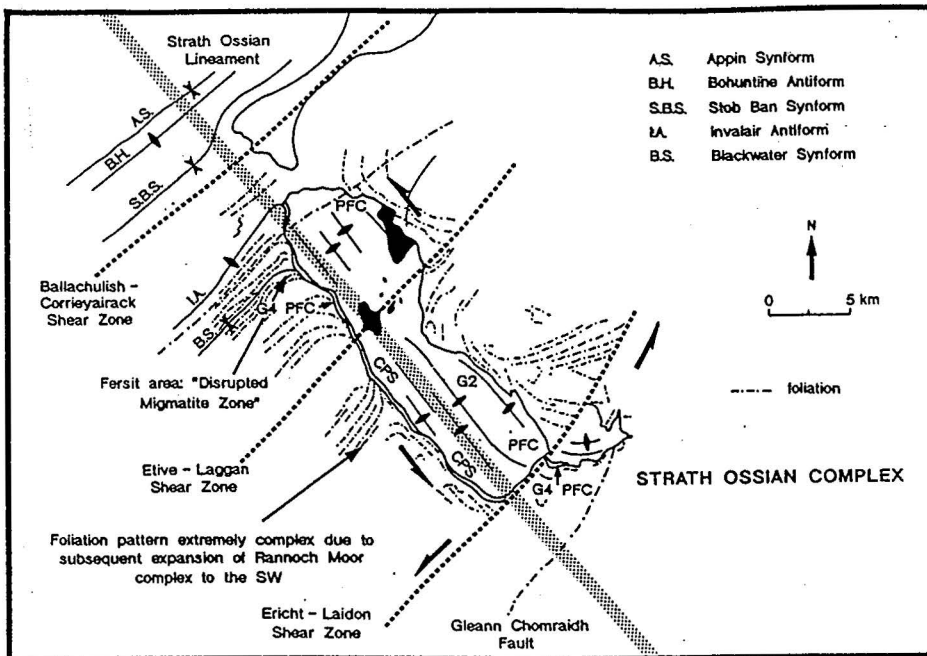 Strath Ossian
Lineament
A.S.
B.H.
S.B.S.
A.S. Appin Synform
B.H. Bohuntine Antiform
S.B.S. Stob Ban Synform
I.A. Invalair Antiform
B.S. Blackwater Synform
N
0 5 km
PFC
I.A.
B.S.
Ballachulish -
Corrieyairack
Shear Zone
G4 PFC
Fersit area: "Disrupted
Migmatite Zone"
CPS
G2
PFC
CPS
foliation
Etive - Laggan
Shear Zone
G4 PFC
STRATH OSSIAN COMPLEX
Foliation pattern extremely complex due to
subsequent expansion of Rannoch Moor
complex to the SW
Ericht - Laidon
Shear Zone
Gleann Chomraidh
Fault